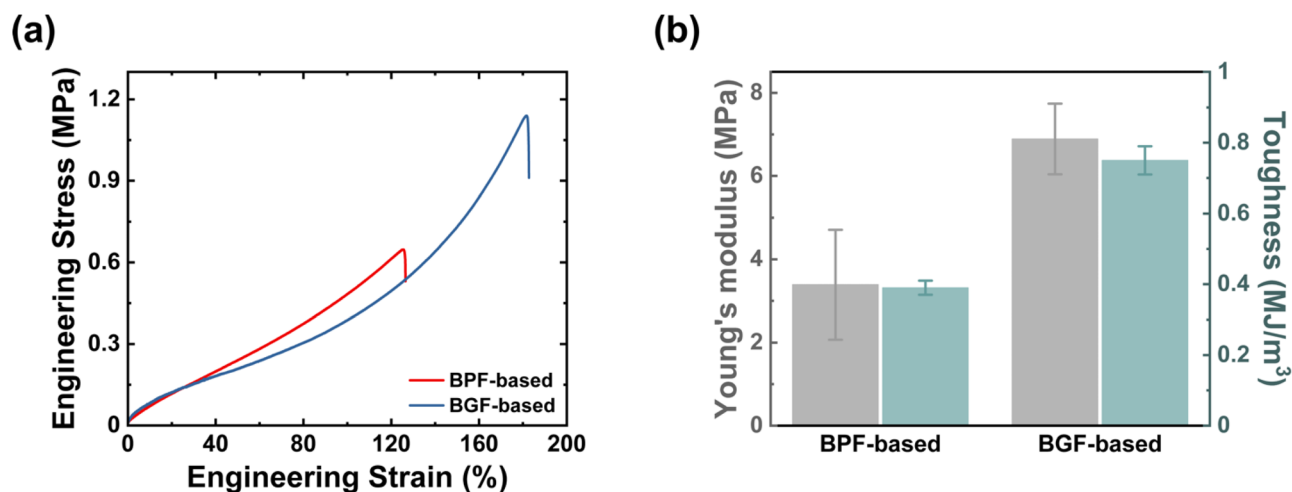 (a)
Engineering Stress (MPa)
1.2
0.9
0.6
0.3
0
0 40 80 120 160 200
Engineering Strain (%)
BPF-based
BGF-based
(b)
Young's modulus (MPa)
8
6
4
2
0
BPF-based BGF-based
1
0.8
0.6
0.4
0.2
0
Toughness (MJ/m³)